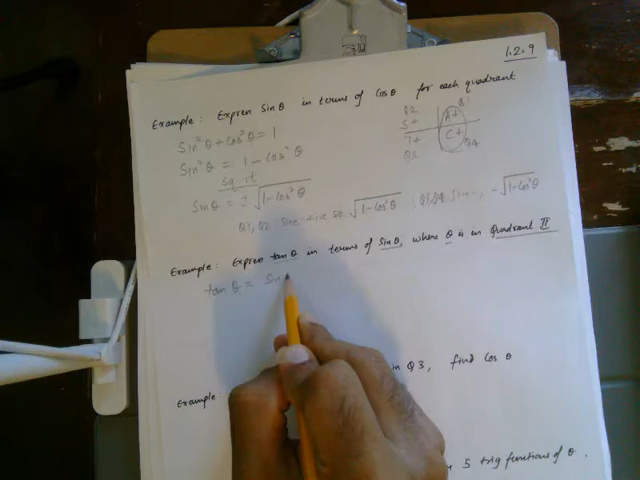 1.2.9
Example: Express Sin θ in terms of Cos θ for each quadrant
Sin²θ + Cos²θ = 1
Sin²θ = 1 - Cos²θ
sq rt
Sin θ = ± √1-Cos²θ
Q2 Q1
S+ A+
T+ C+
Q3 Q4
Q1, Q2: Sine +ive so √1-Cos²θ ; Q3, Q4 Sine -, -√1-Cos²θ
Example: Express tan θ in terms of sin θ, where θ is in Quadrant II
tan θ = Sin
Example:
in Q3, find Cos θ
5 trig functions of θ.